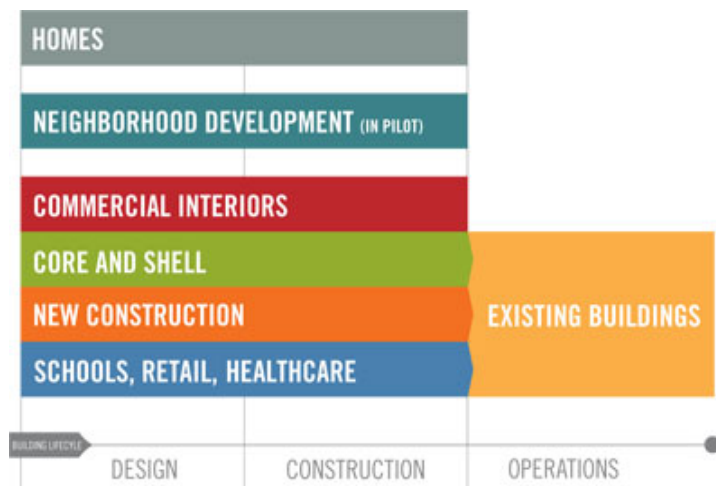 HOMES
NEIGHBORHOOD DEVELOPMENT (IN PILOT)
COMMERCIAL INTERIORS
CORE AND SHELL
NEW CONSTRUCTION
EXISTING BUILDINGS
SCHOOLS, RETAIL, HEALTHCARE
BUILDING LIFECYLE
DESIGN
CONSTRUCTION
OPERATIONS